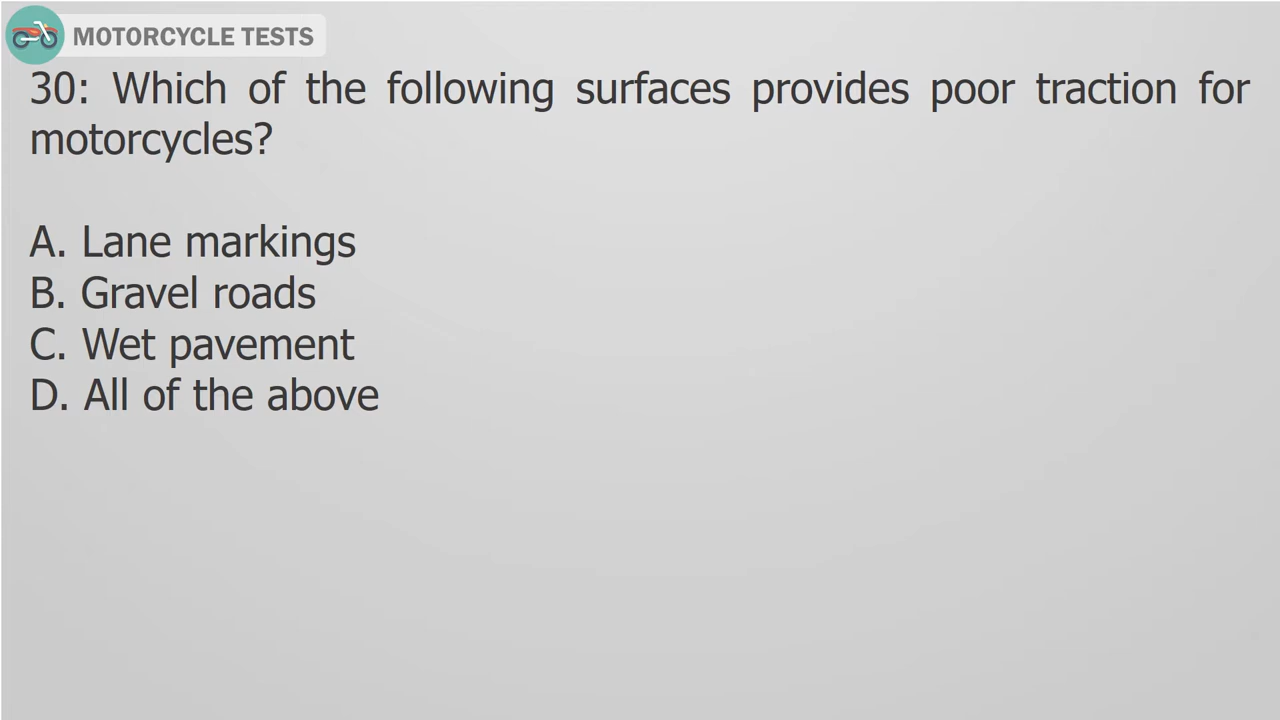 MOTORCYCLE TESTS
30: Which of the following surfaces provides poor traction for
motorcycles?
A. Lane markings
B. Gravel roads
C. Wet pavement
D. All of the above